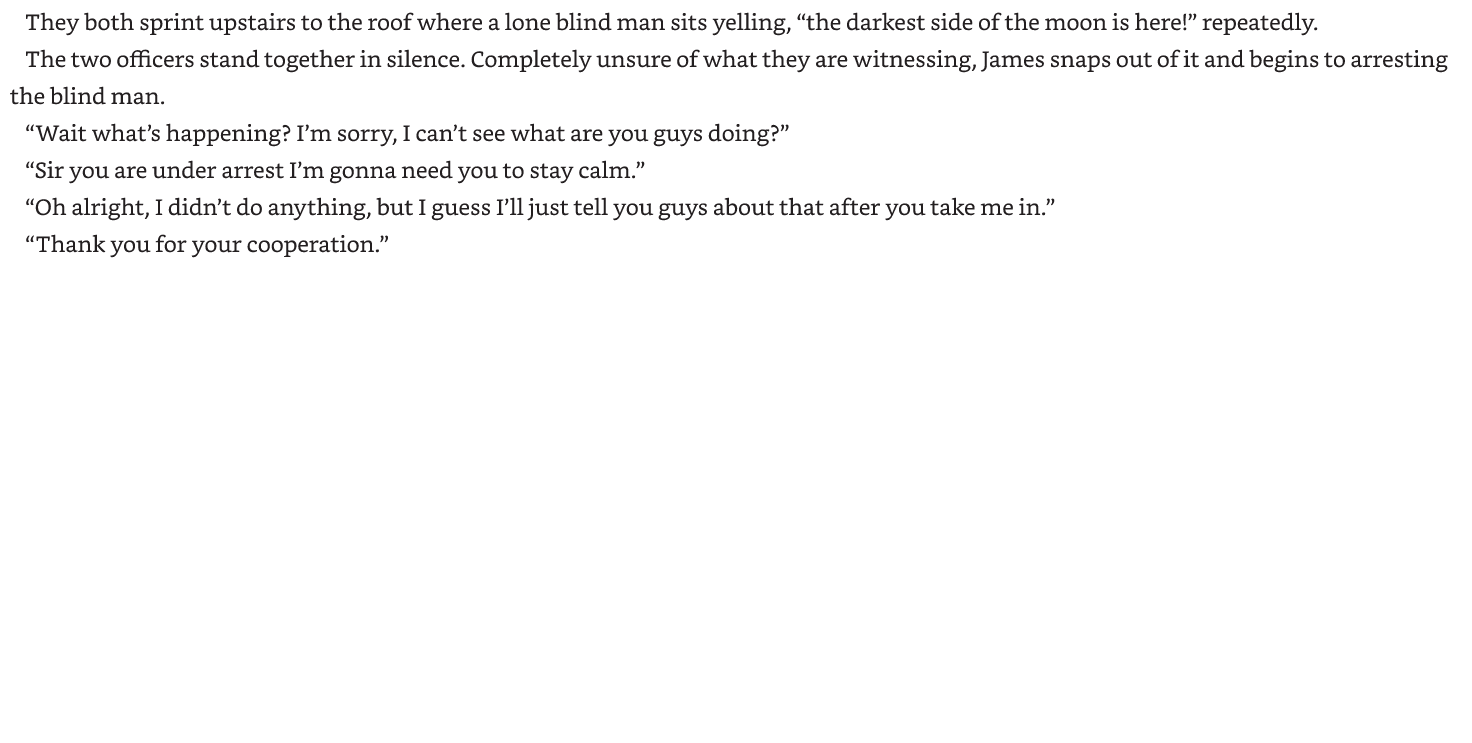 They both sprint upstairs to the roof where a lone blind man sits yelling, “the darkest side of the moon is here!” repeatedly.
The two officers stand together in silence. Completely unsure of what they are witnessing, James snaps out of it and begins to arresting
the blind man.
“Wait what’s happening? I’m sorry, I can’t see what are you guys doing?”
“Sir you are under arrest I’m gonna need you to stay calm.”
“Oh alright, I didn’t do anything, but I guess I’ll just tell you guys about that after you take me in.”
“Thank you for your cooperation.”